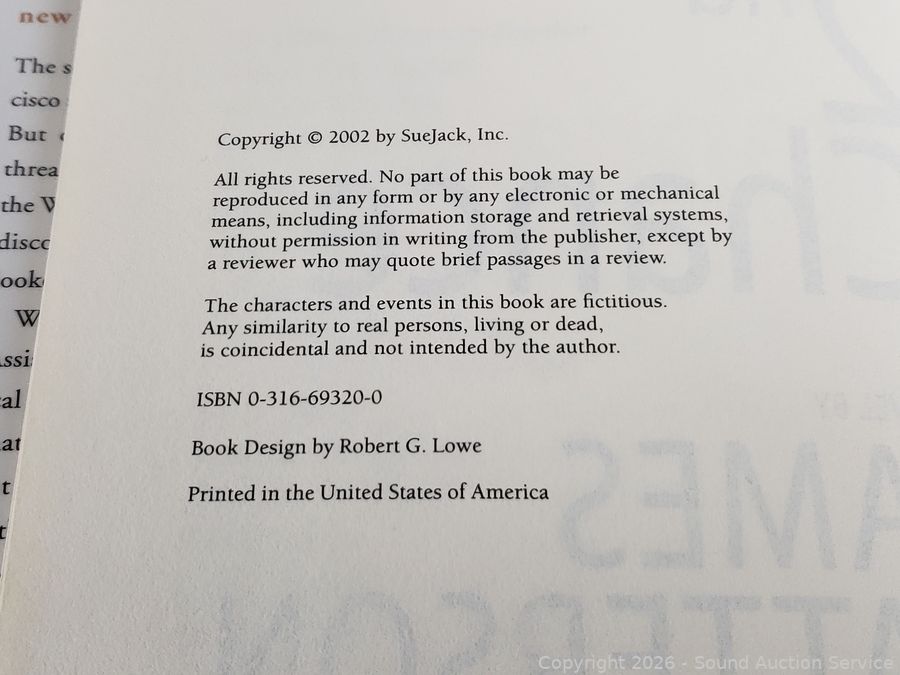 new
The s
cisco
But
threa
the W
disco
ook
W
ssi
al
at
t
t
Copyright © 2002 by SueJack, Inc.
All rights reserved. No part of this book may be
reproduced in any form or by any electronic or mechanical
means, including information storage and retrieval systems,
without permission in writing from the publisher, except by
a reviewer who may quote brief passages in a review.
The characters and events in this book are fictitious.
Any similarity to real persons, living or dead,
is coincidental and not intended by the author.
ISBN 0-316-69320-0
Book Design by Robert G. Lowe
Printed in the United States of America
Copyright 2026 - Sound Auction Service